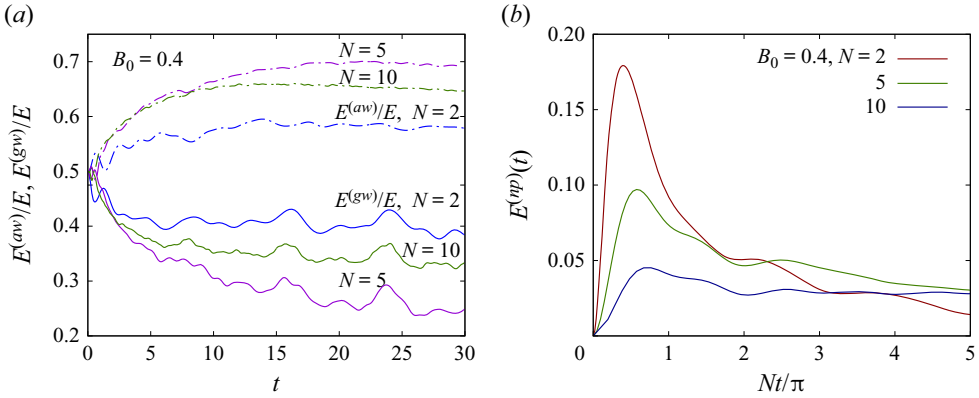 (a)
(b)
E^(aw)/E, E^(gw)/E
B₀ = 0.4
N = 5
N = 10
E^(aw)/E, N = 2
E^(gw)/E, N = 2
N = 10
N = 5
0.7
0.6
0.5
0.4
0.3
0.2
0 5 10 15 20 25 30
t
E^(np)(t)
B₀ = 0.4, N = 2
5
10
0.20
0.15
0.10
0.05
0 1 2 3 4 5
Nt/π